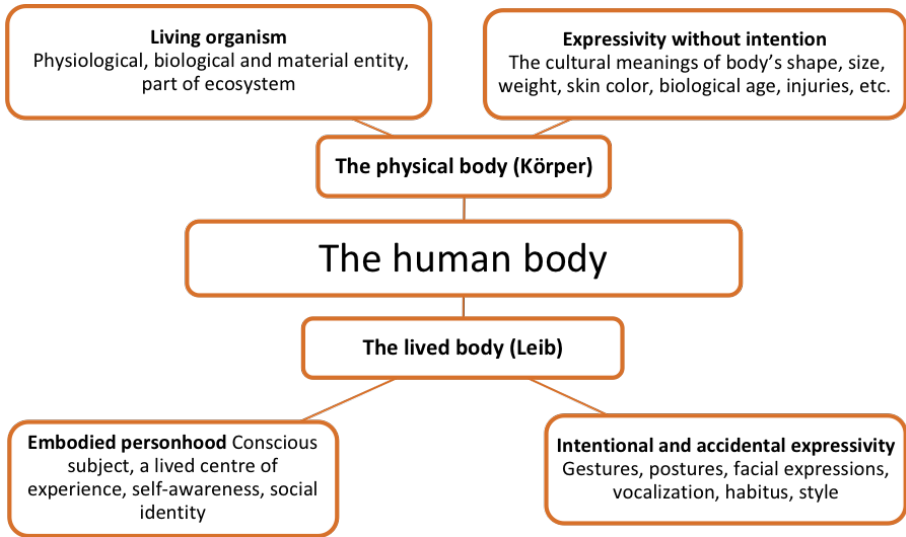 Living organism
Physiological, biological and material entity,
part of ecosystem
Expressivity without intention
The cultural meanings of body’s shape, size,
weight, skin color, biological age, injuries, etc.
The physical body (Körper)
The human body
The lived body (Leib)
Embodied personhood Conscious
subject, a lived centre of
experience, self-awareness, social
identity
Intentional and accidental expressivity
Gestures, postures, facial expressions,
vocalization, habitus, style